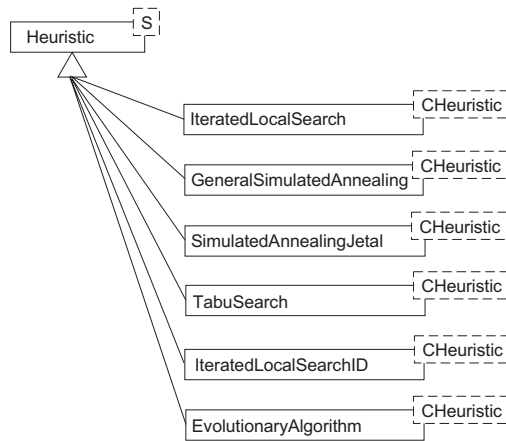 S
Heuristic
CHeuristic
IteratedLocalSearch
CHeuristic
GeneralSimulatedAnnealing
CHeuristic
SimulatedAnnealingJetal
CHeuristic
TabuSearch
CHeuristic
IteratedLocalSearchID
CHeuristic
EvolutionaryAlgorithm